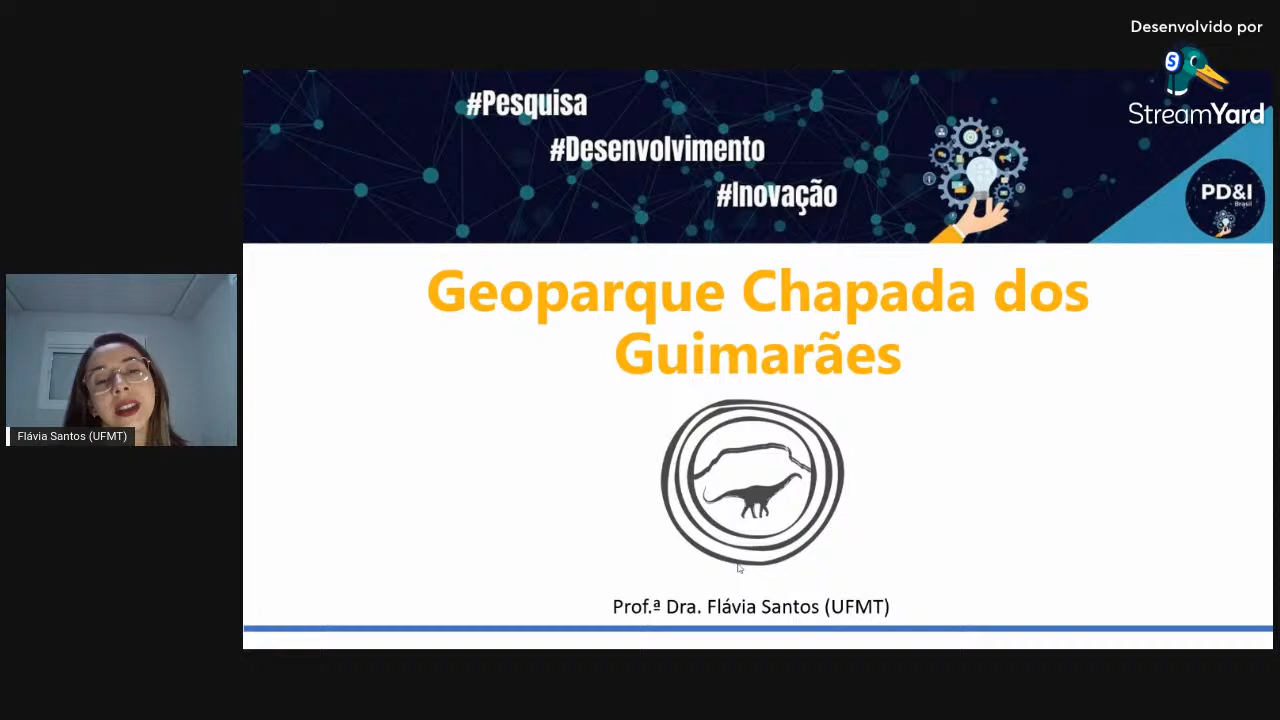 Desenvolvido por
StreamYard
#Pesquisa
#Desenvolvimento
#Inovação
PD&I
Brasil
Geoparque Chapada dos
Guimarães
Flávia Santos (UFMT)
Prof.ª Dra. Flávia Santos (UFMT)